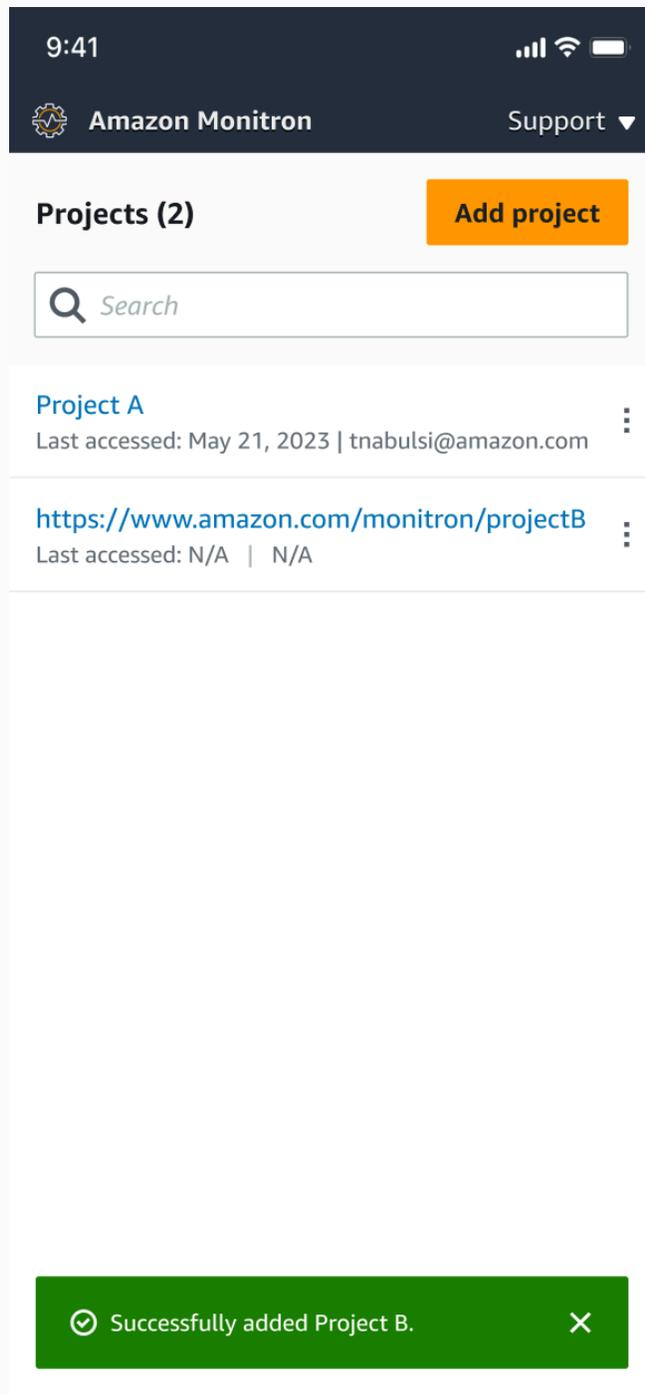 9:41
Amazon Monitron
Support
Projects (2)
Add project
Search
Project A
Last accessed: May 21, 2023 | tnabulsi@amazon.com
https://www.amazon.com/monitron/projectB
Last accessed: N/A | N/A
Successfully added Project B.